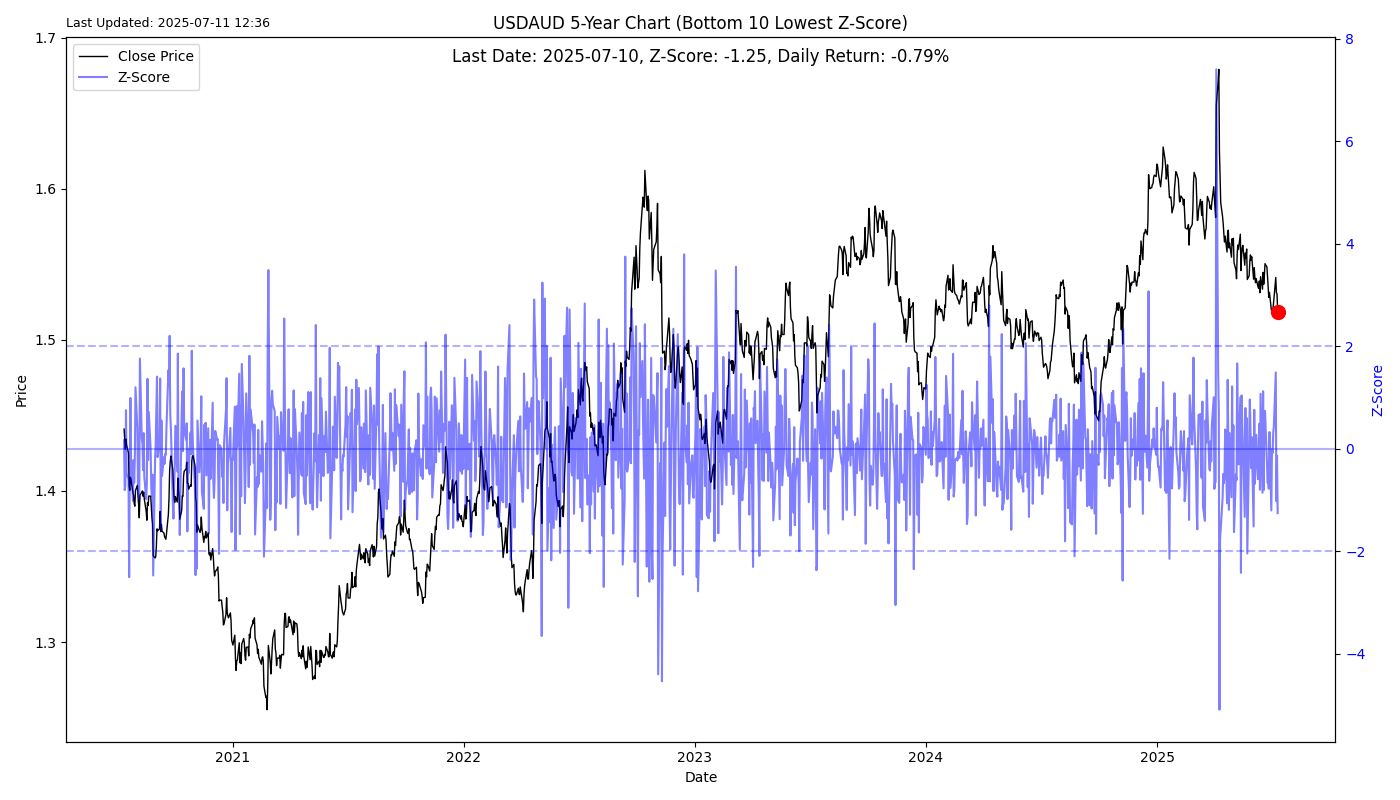 Last Updated: 2025-07-11 12:36
USDAUD 5-Year Chart (Bottom 10 Lowest Z-Score)
Last Date: 2025-07-10, Z-Score: -1.25, Daily Return: -0.79%
Close Price
Z-Score
Price
1.7
1.6
1.5
1.4
1.3
8
6
4
2
0
−2
−4
Z-Score
2021
2022
2023
2024
2025
Date